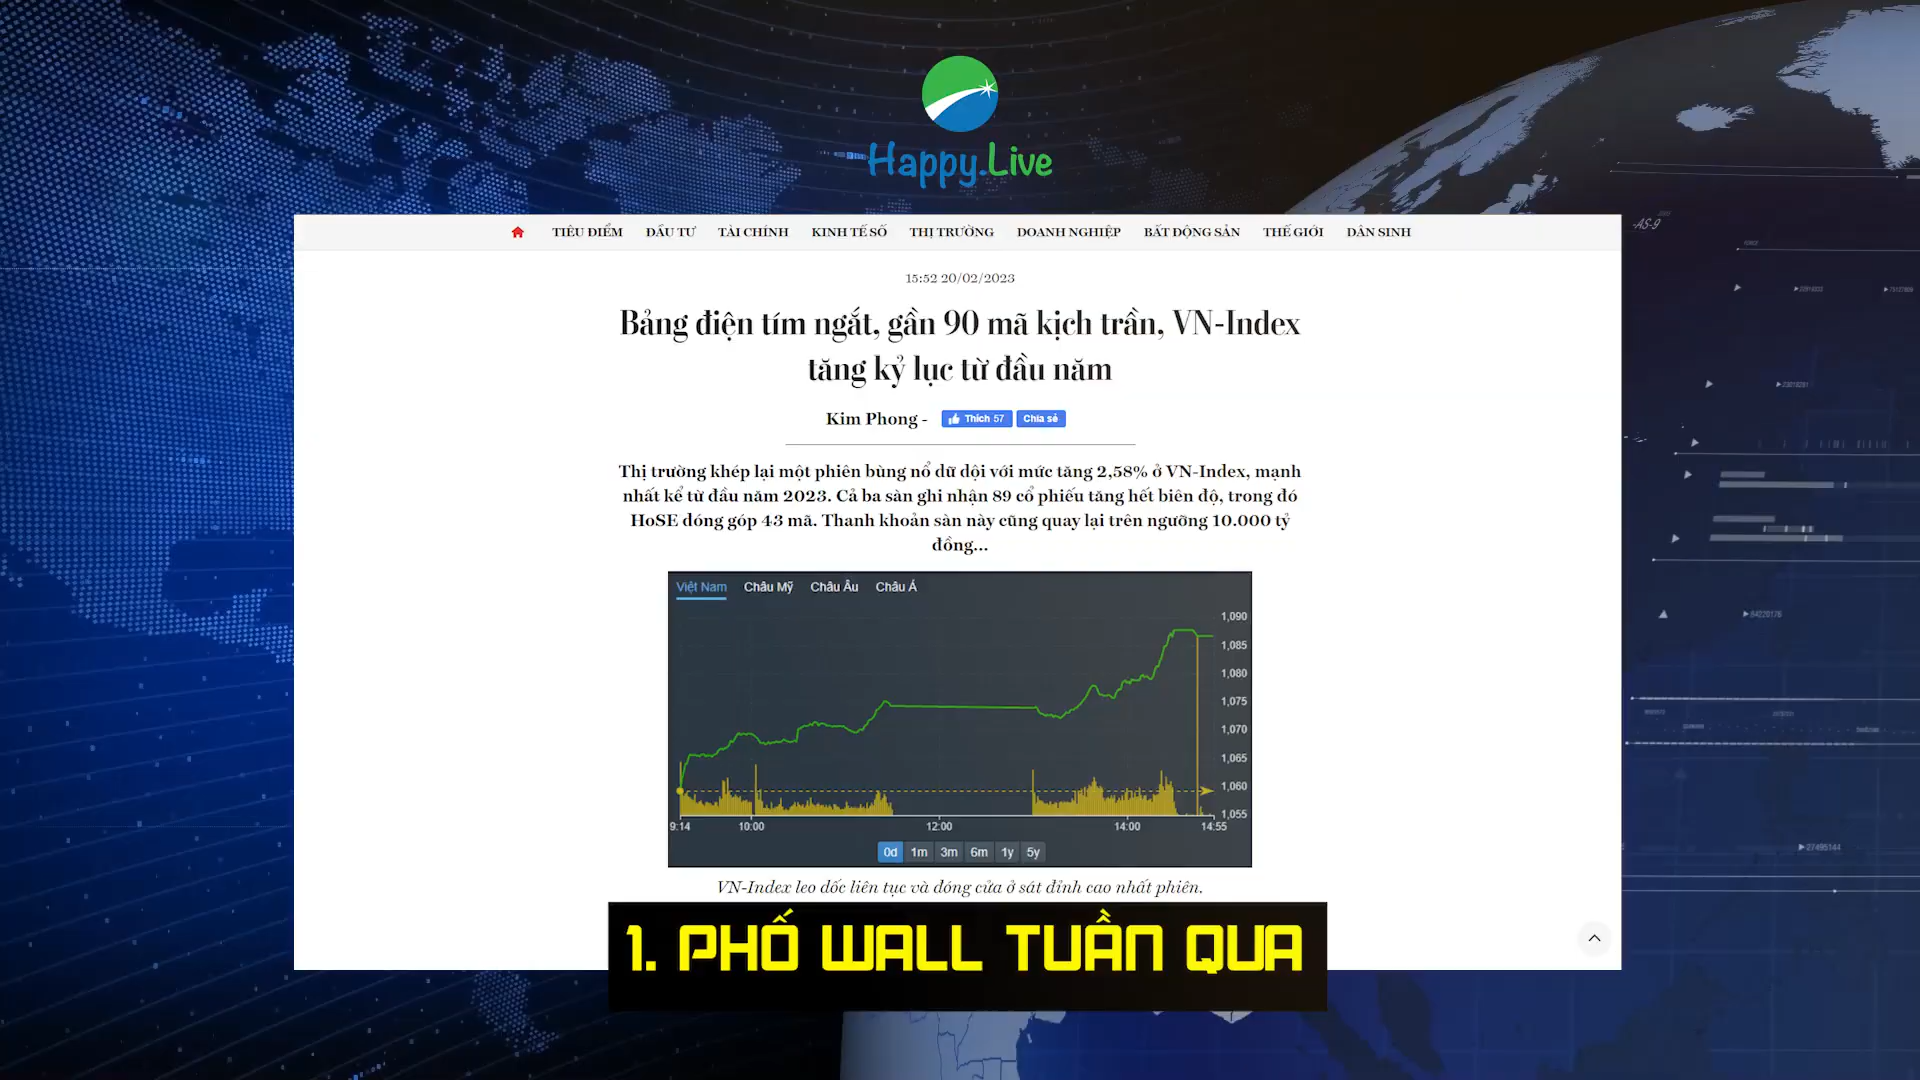 Happy.Live
TIÊU ĐIỂM ĐẦU TƯ TÀI CHÍNH KINH TẾ SỐ THỊ TRƯỜNG DOANH NGHIỆP BẤT ĐỘNG SẢN THẾ GIỚI DÂN SINH
15:52 20/02/2023
Bảng điện tím ngắt, gần 90 mã kịch trần, VN-Index
tăng kỷ lục từ đầu năm
Kim Phong - Thích 57 Chia sẻ
Thị trường khép lại một phiên bùng nổ dữ dội với mức tăng 2,58% ở VN-Index, mạnh
nhất kể từ đầu năm 2023. Cả ba sàn ghi nhận 89 cổ phiếu tăng hết biên độ, trong đó
HoSE đóng góp 43 mã. Thanh khoản sàn này cũng quay lại trên ngưỡng 10.000 tỷ
đồng...
Việt Nam Châu Mỹ Châu Âu Châu Á
1,090
1,085
1,080
1,075
1,070
1,065
1,060
1,055
9:14 10:00 12:00 14:00 14:55
0d 1m 3m 6m 1y 5y
VN-Index leo dốc liên tục và đóng cửa ở sát đỉnh cao nhất phiên.
1. PHỐ WALL TUẦN QUA
AS-9
84220176
27495144